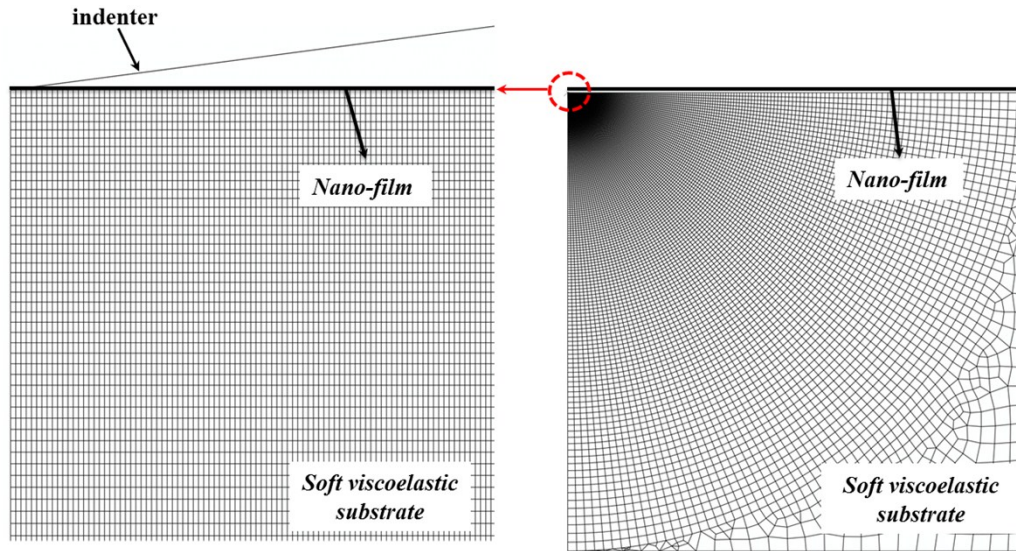 indenter
Nano-film
Soft viscoelastic
substrate
Nano-film
Soft viscoelastic
substrate